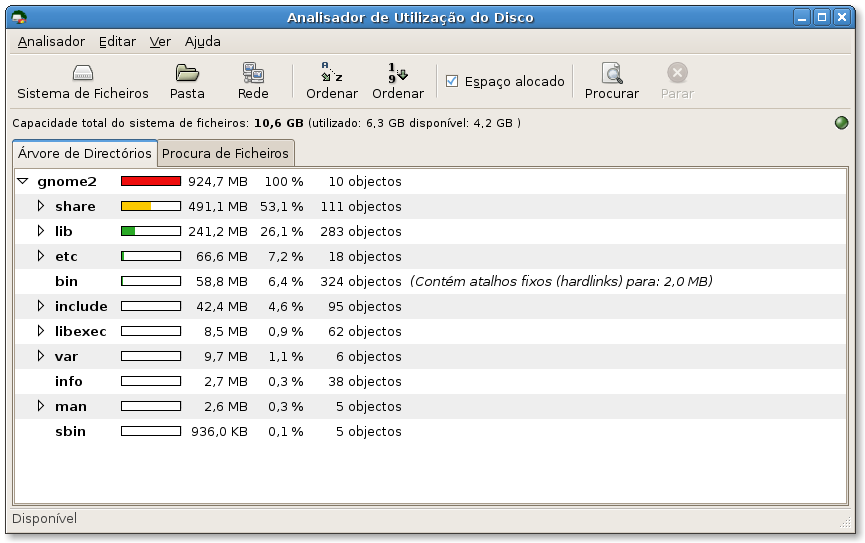 Analisador de Utilização do Disco
Analisador Editar Ver Ajuda
Sistema de Ficheiros Pasta Rede Ordenar Ordenar Espaço alocado Procurar Parar
Capacidade total do sistema de ficheiros: 10,6 GB (utilizado: 6,3 GB disponível: 4,2 GB )
Árvore de Directórios Procura de Ficheiros
gnome2 924,7 MB 100 % 10 objectos
share 491,1 MB 53,1 % 111 objectos
lib 241,2 MB 26,1 % 283 objectos
etc 66,6 MB 7,2 % 18 objectos
bin 58,8 MB 6,4 % 324 objectos (Contém atalhos fixos (hardlinks) para: 2,0 MB)
include 42,4 MB 4,6 % 95 objectos
libexec 8,5 MB 0,9 % 62 objectos
var 9,7 MB 1,1 % 6 objectos
info 2,7 MB 0,3 % 38 objectos
man 2,6 MB 0,3 % 5 objectos
sbin 936,0 KB 0,1 % 5 objectos
Disponível